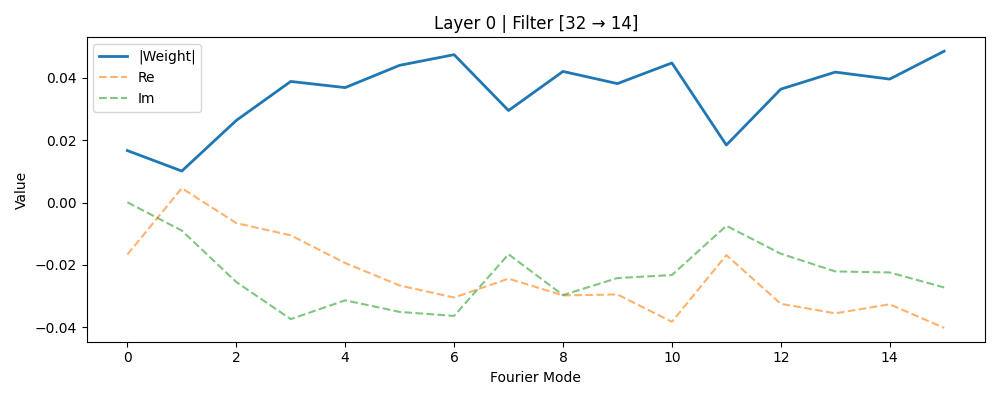 Layer 0 | Filter [32 → 14]
|Weight|
Re
Im
0.04
0.02
0.00
−0.02
−0.04
Value
0 2 4 6 8 10 12 14
Fourier Mode